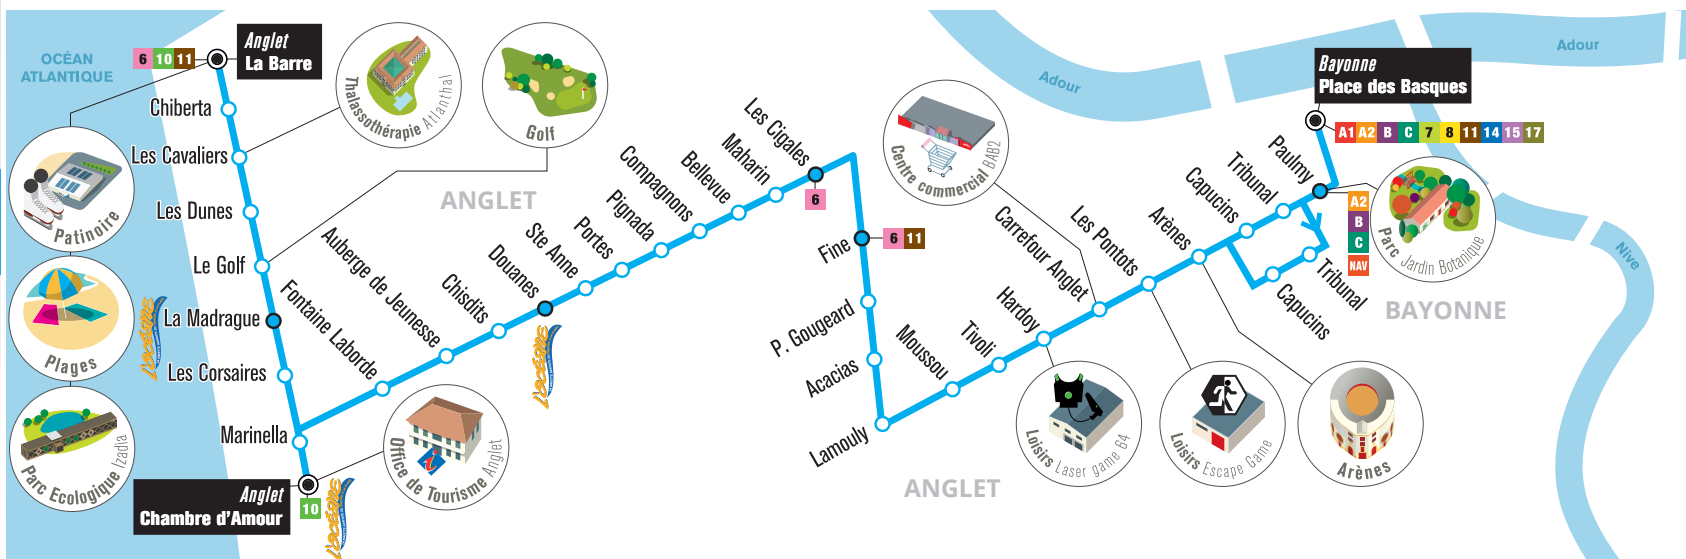 OCÉAN
ATLANTIQUE
6 10 11
Anglet
La Barre
Chiberta
Les Cavaliers
Les Dunes
Le Golf
La Madrague
Les Corsaires
Marinella
Anglet
Chambre d'Amour
10
L'OCÉANE
L'OCÉANE
L'OCÉANE
Patinoire
Plages
Parc Ecologique Izadia
Thalassothérapie Atlanthal
Golf
Office de Tourisme Anglet
ANGLET
Fontaine Laborde
Auberge de Jeunesse
Chisdits
Douanes
Ste Anne
Portes
Pignada
Compagnons
Bellevue
Maharin
Les Cigales
6
Fine
6 11
P. Gougeard
Acacias
Lamouly
Moussou
Tivoli
Hardoy
Carrefour Anglet
Les Pontots
Arènes
Capucins
Tribunal
Paulmy
Tribunal
Capucins
Centre commercial BAB2
Loisirs Laser game 64
Loisirs Escape Game
Arènes
Parc Jardin Botanique
ANGLET
BAYONNE
Bayonne
Place des Basques
A1 A2 B C 7 8 11 14 15 17
A2
B
C
NAV
Adour
Adour
Nive